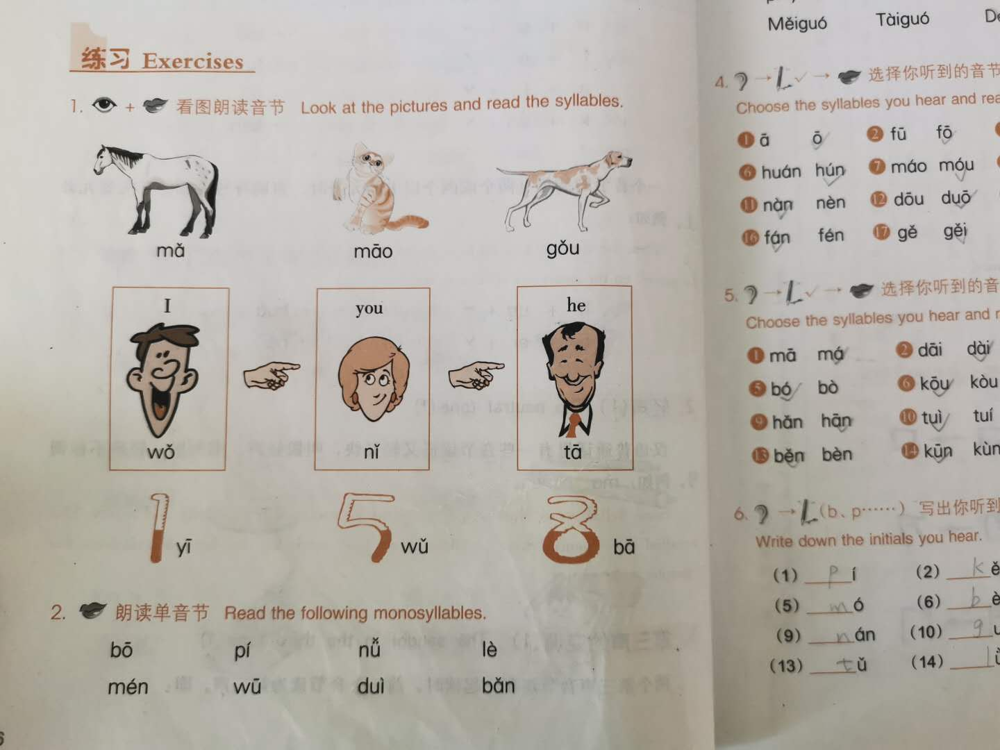 练习 Exercises
1. + 看图朗读音节 Look at the pictures and read the syllables.
mǎ māo gǒu
I you he
wǒ nǐ tā
1 yī 5 wǔ 8 bā
2. 朗读单音节 Read the following monosyllables.
bō pí nǚ lè
mén wū duì bǎn
6
Měiguó Tàiguó
4. → ✓ → 选择你听到的音节
Choose the syllables you hear and
1 ā ō 2 fū fō
6 huán hún 7 máo móu
11 nàn nèn 12 dōu duō
16 fán fén 17 gě gěi
5. → ✓ → 选择你听到的音
Choose the syllables you hear and
1 mā má 2 dāi dài
5 bó bò 6 kōu kòu
9 hǎn hān 10 tuì tuí
13 běn bèn 14 kūn kùn
6. → (b、p……) 写出你听到
Write down the initials you hear.
(1) p í (2) k ě
(5) m ó (6) b è
(9) n án (10) g
(13) t ǔ (14) l